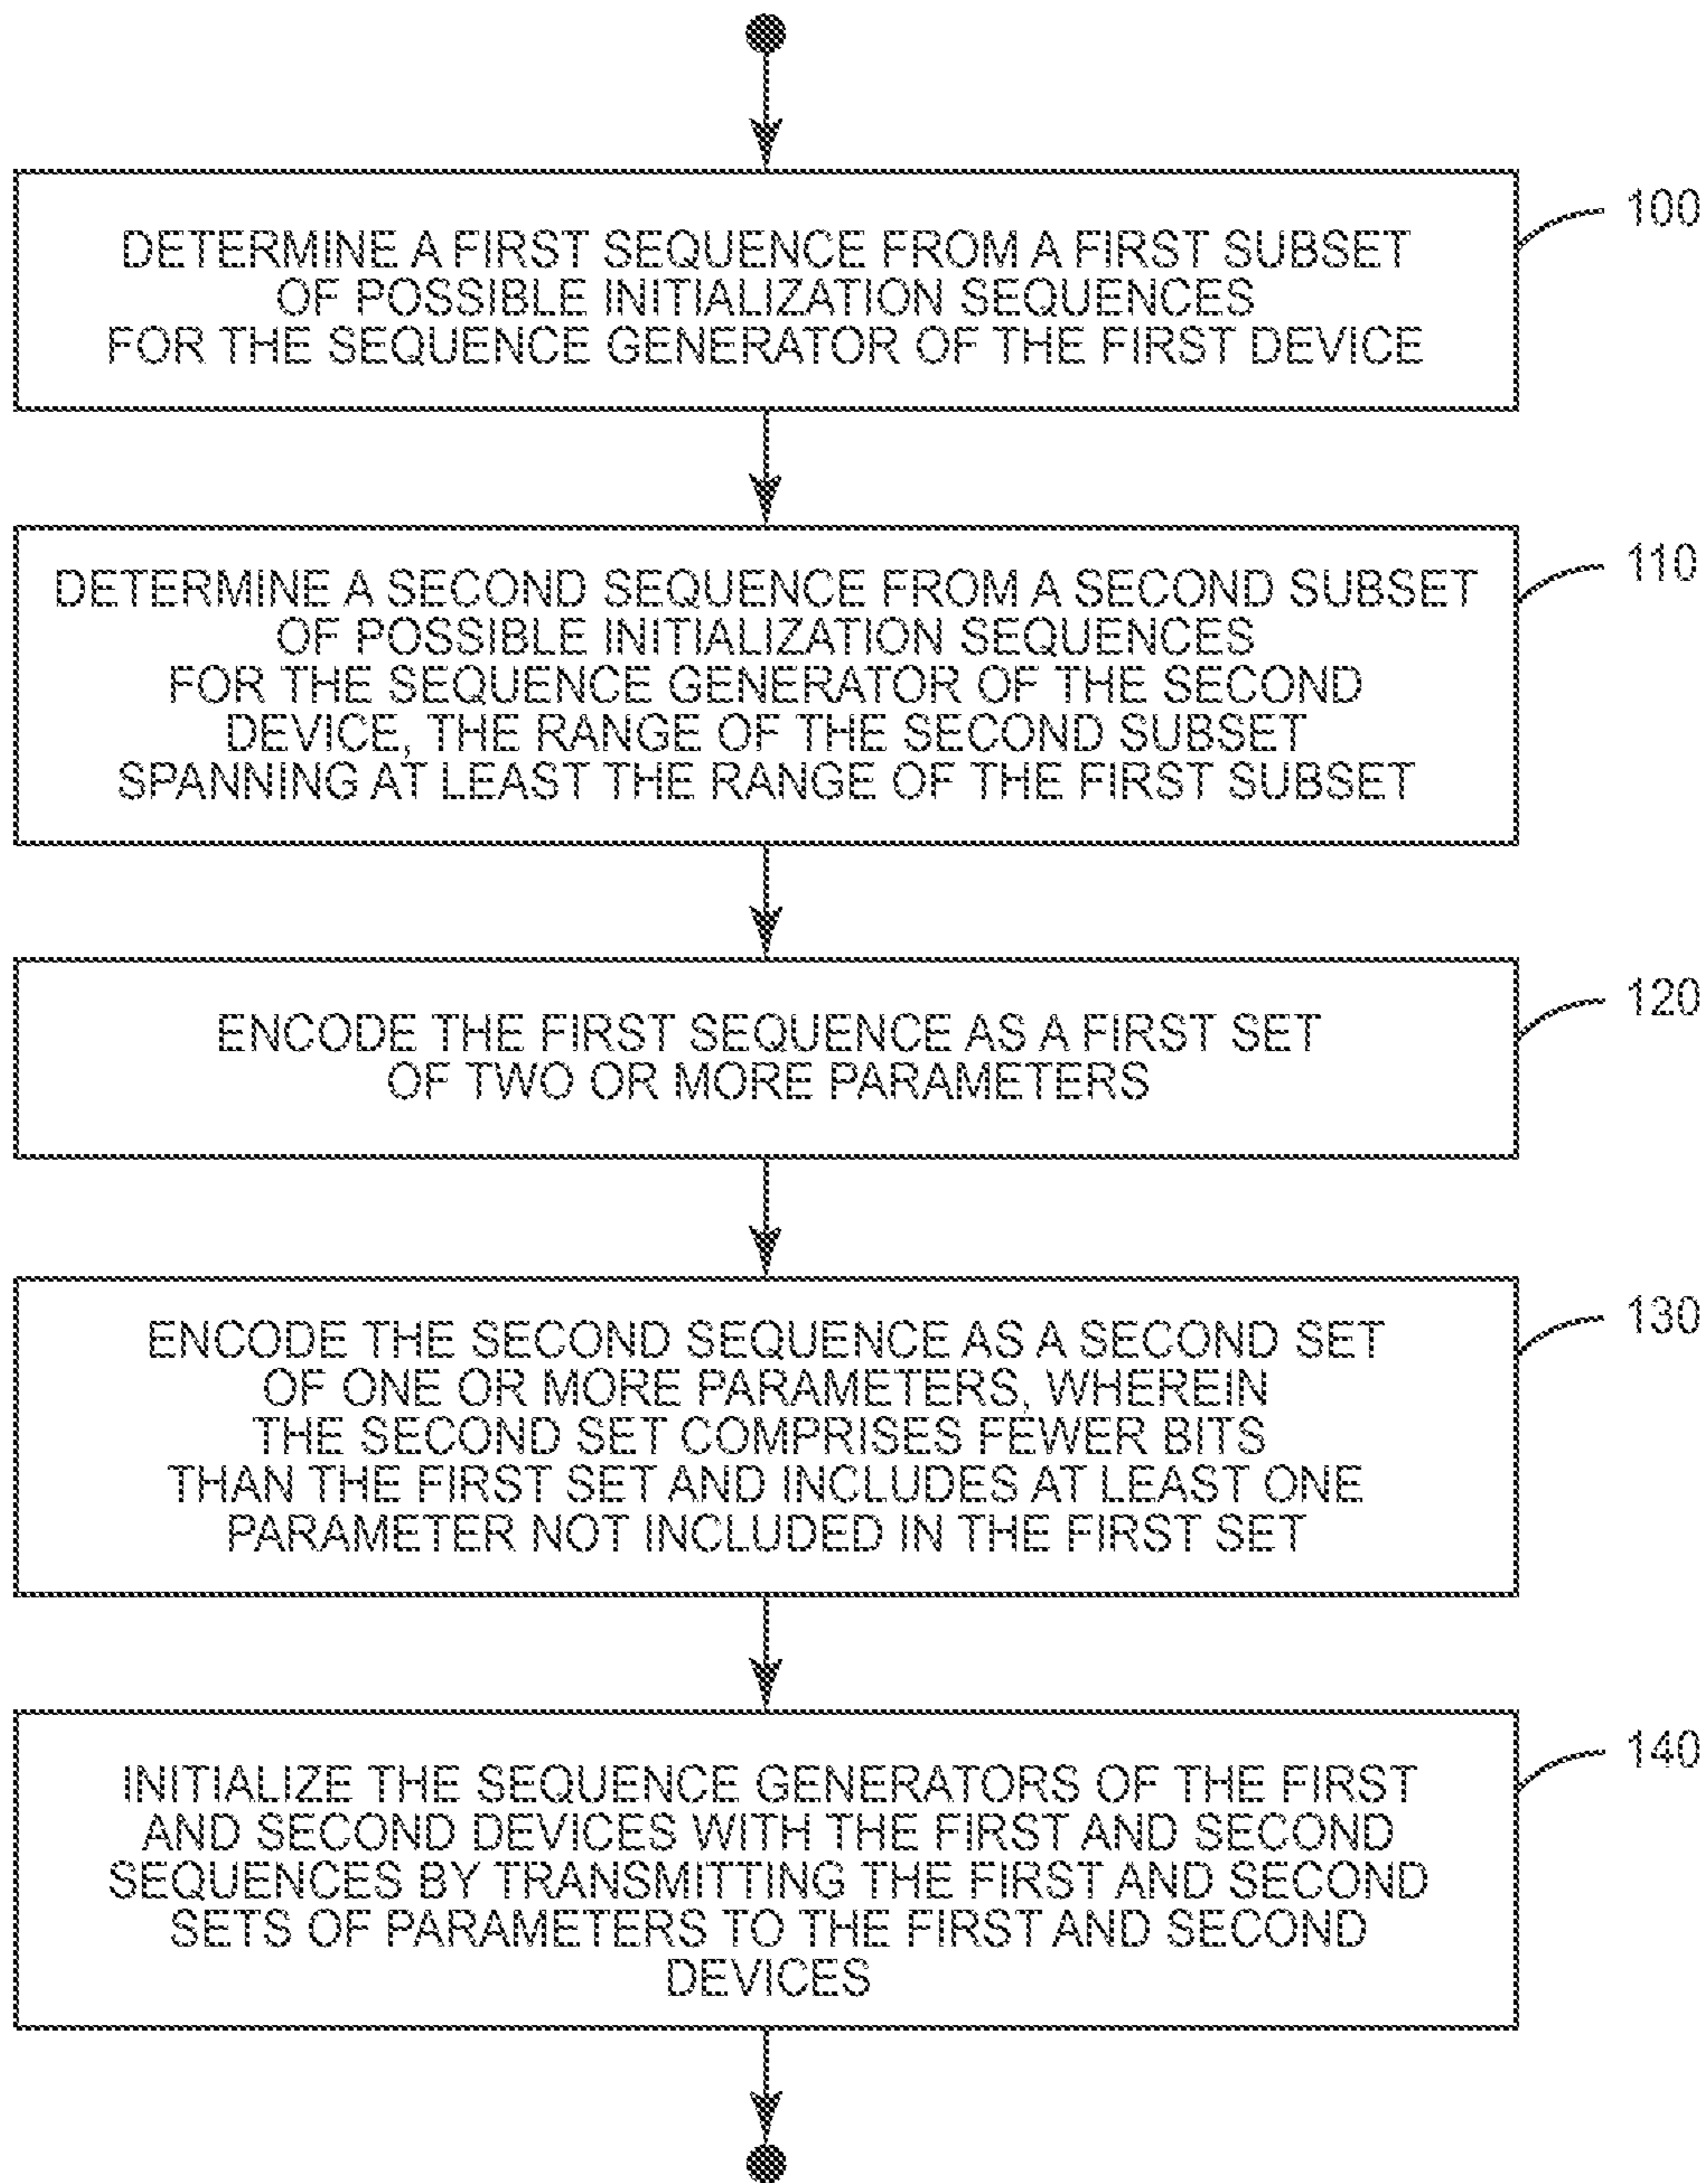 DETERMINE A FIRST SEQUENCE FROM A FIRST SUBSET
OF POSSIBLE INITIALIZATION SEQUENCES
FOR THE SEQUENCE GENERATOR OF THE FIRST DEVICE
100
DETERMINE A SECOND SEQUENCE FROM A SECOND SUBSET
OF POSSIBLE INITIALIZATION SEQUENCES
FOR THE SEQUENCE GENERATOR OF THE SECOND
DEVICE, THE RANGE OF THE SECOND SUBSET
SPANNING AT LEAST THE RANGE OF THE FIRST SUBSET
110
ENCODE THE FIRST SEQUENCE AS A FIRST SET
OF TWO OR MORE PARAMETERS
120
ENCODE THE SECOND SEQUENCE AS A SECOND SET
OF ONE OR MORE PARAMETERS, WHEREIN
THE SECOND SET COMPRISES FEWER BITS
THAN THE FIRST SET AND INCLUDES AT LEAST ONE
PARAMETER NOT INCLUDED IN THE FIRST SET
130
INITIALIZE THE SEQUENCE GENERATORS OF THE FIRST
AND SECOND DEVICES WITH THE FIRST AND SECOND
SEQUENCES BY TRANSMITTING THE FIRST AND SECOND
SETS OF PARAMETERS TO THE FIRST AND SECOND
DEVICES
140